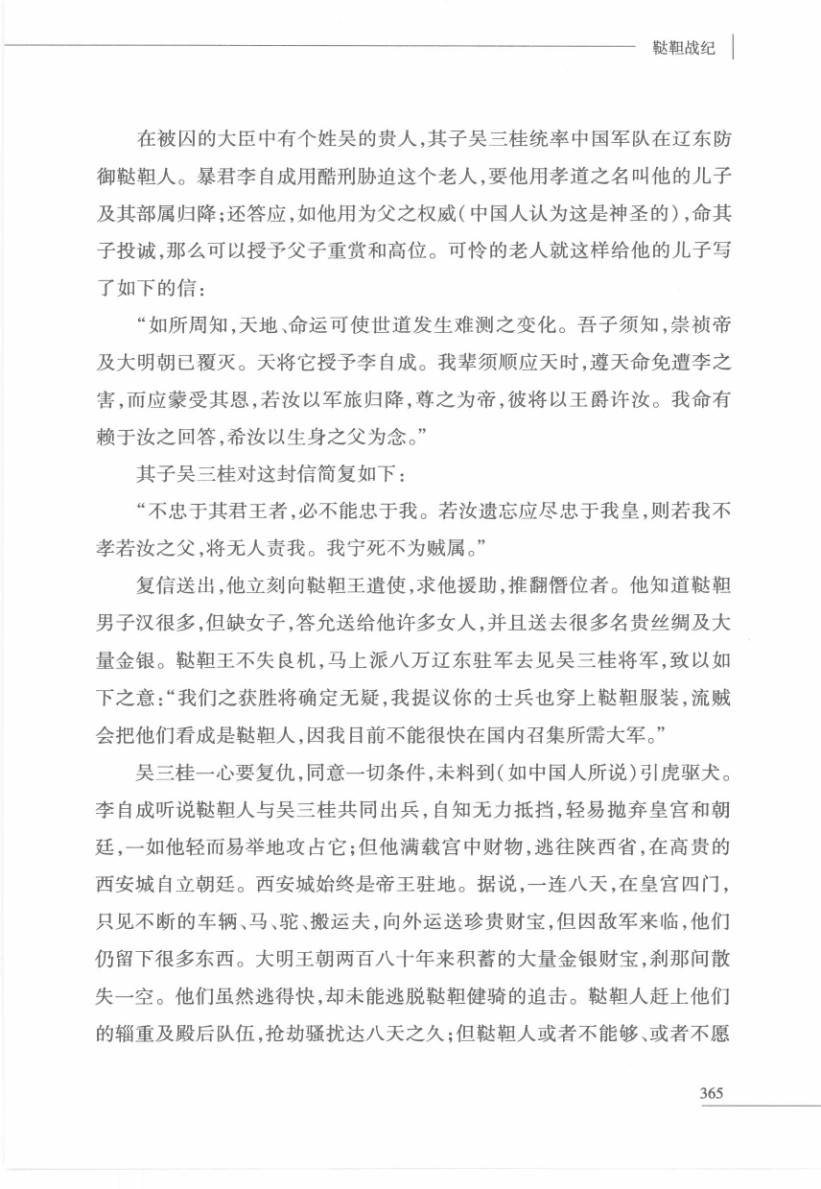 鞑靼战纪
在被囚的大臣中有个姓吴的贵人,其子吴三桂统率中国军队在辽东防
御鞑靼人。暴君李自成用酷刑胁迫这个老人,要他用孝道之名叫他的儿子
及其部属归降;还答应,如他用为父之权威(中国人认为这是神圣的),命其
子投诚,那么可以授予父子重赏和高位。可怜的老人就这样给他的儿子写
了如下的信:
“如所周知,天地、命运可使世道发生难测之变化。吾子须知,崇祯帝
及大明朝已覆灭。天将它授予李自成。我辈须顺应天时,遵天命免遭李之
害,而应蒙受其恩,若汝以军旅归降,尊之为帝,彼将以王爵许汝。我命有
赖于汝之回答,希汝以生身之父为念。”
其子吴三桂对这封信简复如下:
“不忠于其君王者,必不能忠于我。若汝遗忘应尽忠于我皇,则若我不
孝若汝之父,将无人责我。我宁死不为贼属。”
复信送出,他立刻向鞑靼王遣使,求他援助,推翻僭位者。他知道鞑靼
男子汉很多,但缺女子,答允送给他许多女人,并且送去很多名贵丝绸及大
量金银。鞑靼王不失良机,马上派八万辽东驻军去见吴三桂将军,致以如
下之意:“我们之获胜将确定无疑,我提议你的士兵也穿上鞑靼服装,流贼
会把他们看成是鞑靼人,因我目前不能很快在国内召集所需大军。”
吴三桂一心要复仇,同意一切条件,未料到(如中国人所说)引虎驱犬。
李自成听说鞑靼人与吴三桂共同出兵,自知无力抵挡,轻易抛弃皇宫和朝
廷,一如他轻而易举地攻占它;但他满载宫中财物,逃往陕西省,在高贵的
西安城自立朝廷。西安城始终是帝王驻地。据说,一连八天,在皇宫四门,
只见不断的车辆、马、驼、搬运夫,向外运送珍贵财宝,但因敌军来临,他们
仍留下很多东西。大明王朝两百八十年来积蓄的大量金银财宝,刹那间散
失一空。他们虽然逃得快,却未能逃脱鞑靼健骑的追击。鞑靼人赶上他们
的辎重及殿后队伍,抢劫骚扰达八天之久;但鞑靼人或者不能够、或者不愿
365